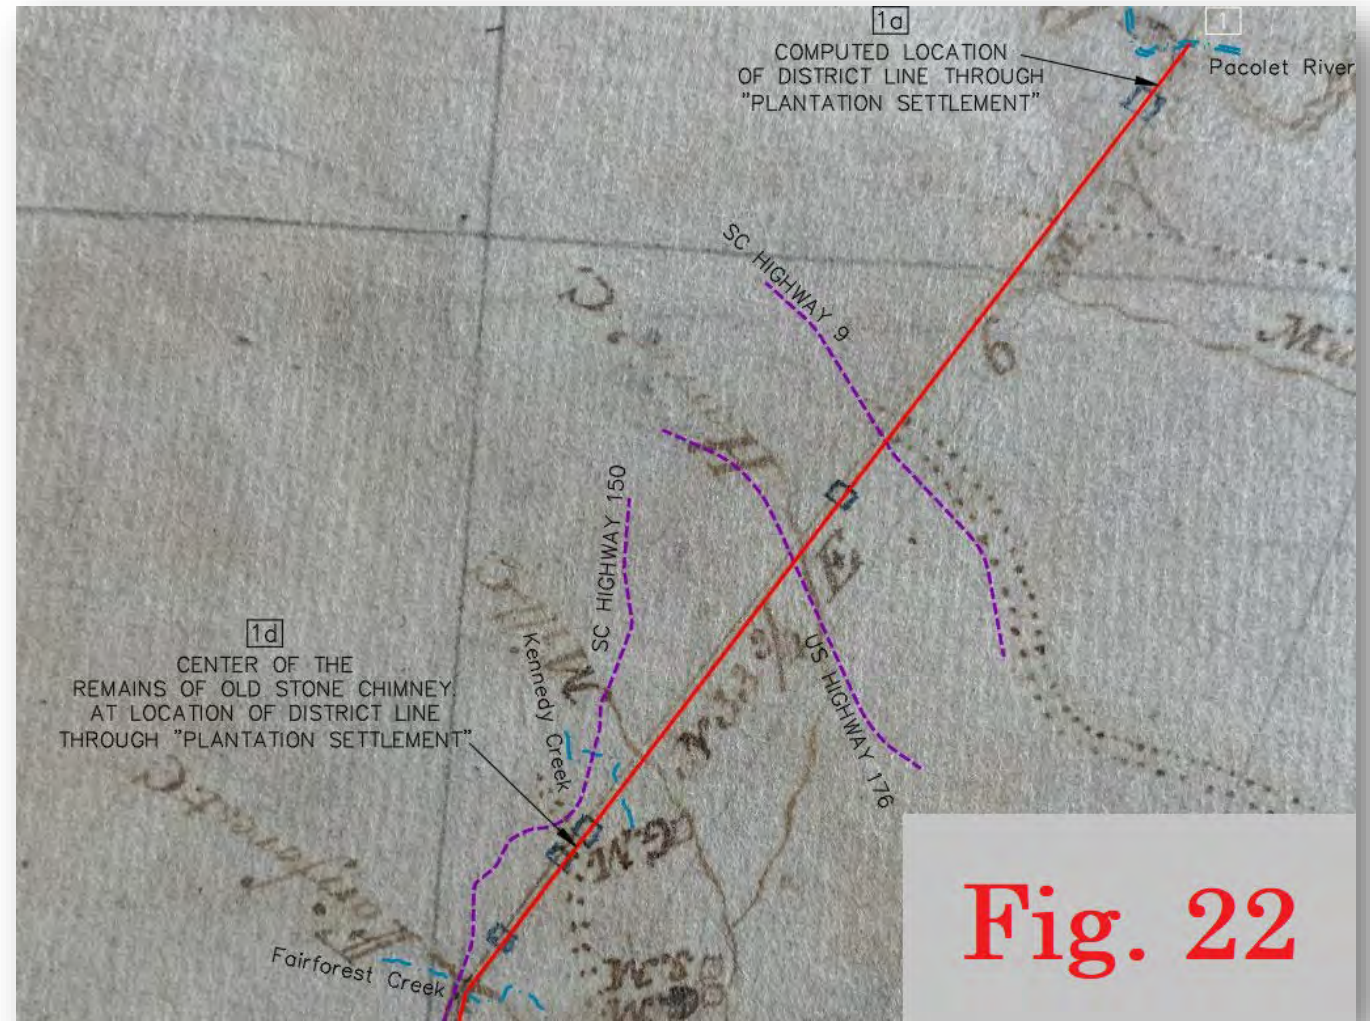 1a
COMPUTED LOCATION
OF DISTRICT LINE THROUGH
"PLANTATION SETTLEMENT"
1
Pacolet River
SC HIGHWAY 9
C
6
H
SC HIGHWAY 150
E
Mills
Kennedy Creek
US HIGHWAY 176
1d
CENTER OF THE
REMAINS OF OLD STONE CHIMNEY.
AT LOCATION OF DISTRICT LINE
THROUGH "PLANTATION SETTLEMENT"
G.M.
S.M.
G.M.
Fairforest Creek
Fig. 22